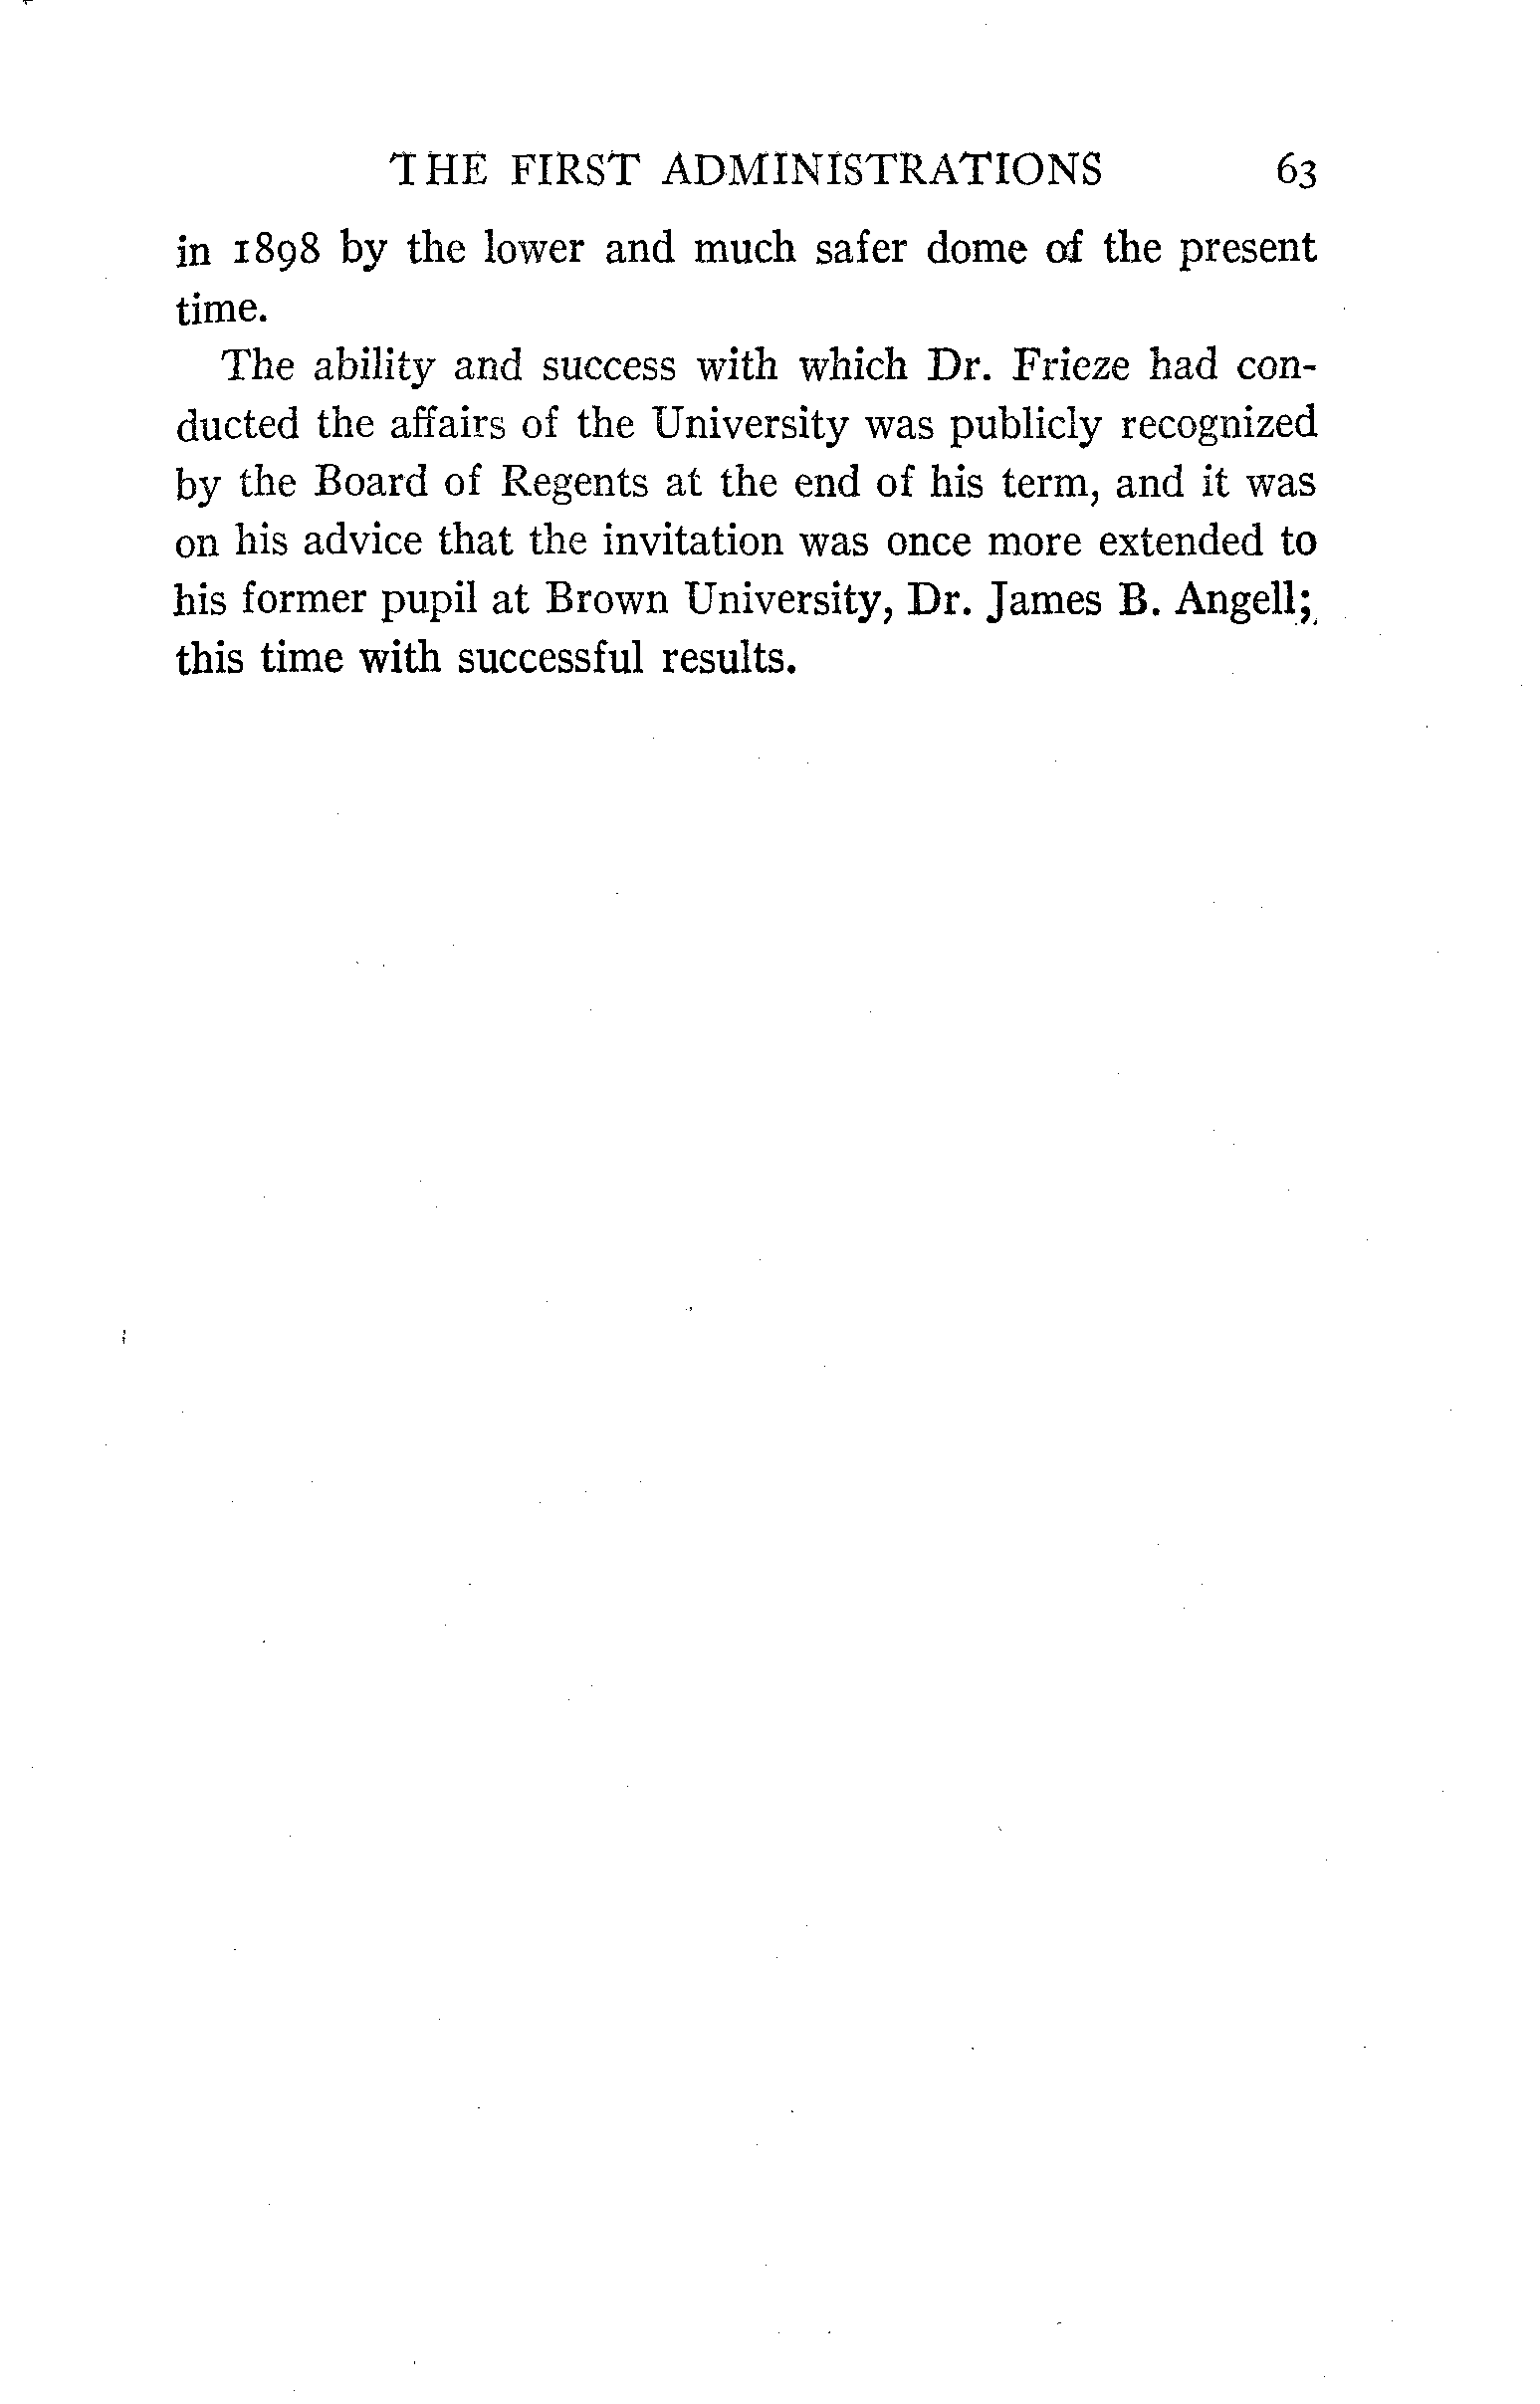 THE FIRST ADMINISTRATIONS 63
in 1898 by the lower and much safer dome of the present
time.
The ability and success with which Dr. Frieze had con-
ducted the affairs of the University was publicly recognized
by the Board of Regents at the end of his term, and it was
on his advice that the invitation was once more extended to
his former pupil at Brown University, Dr. James B. Angell;
this time with successful results.